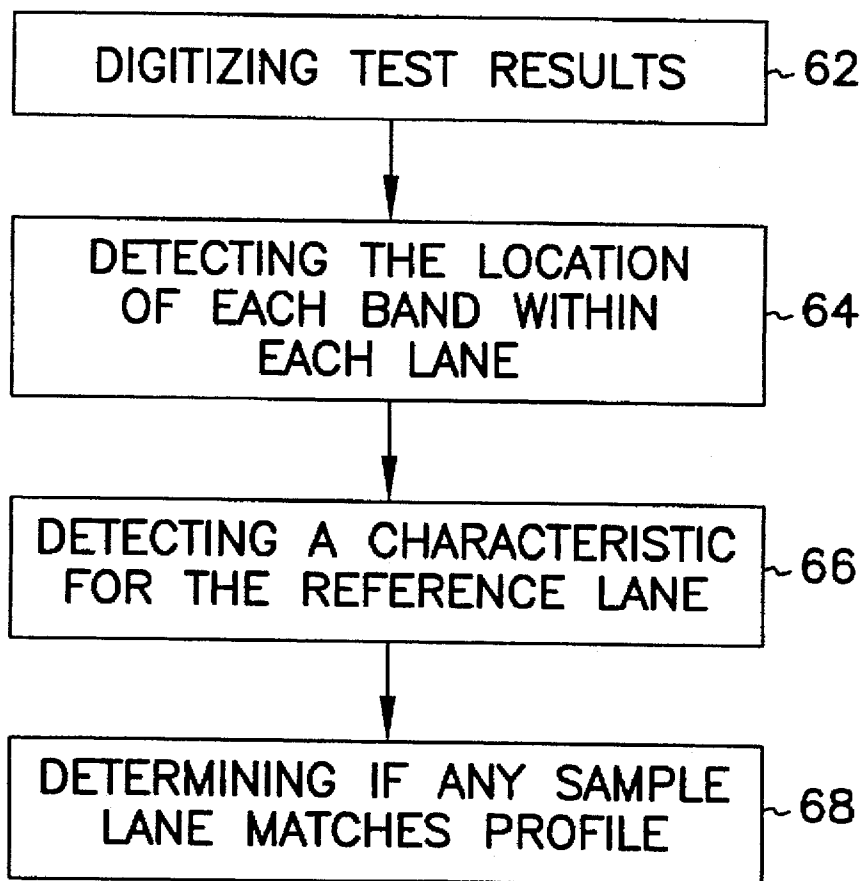 DIGITIZING TEST RESULTS
62
DETECTING THE LOCATION
OF EACH BAND WITHIN
EACH LANE
64
DETECTING A CHARACTERISTIC
FOR THE REFERENCE LANE
66
DETERMINING IF ANY SAMPLE
LANE MATCHES PROFILE
68